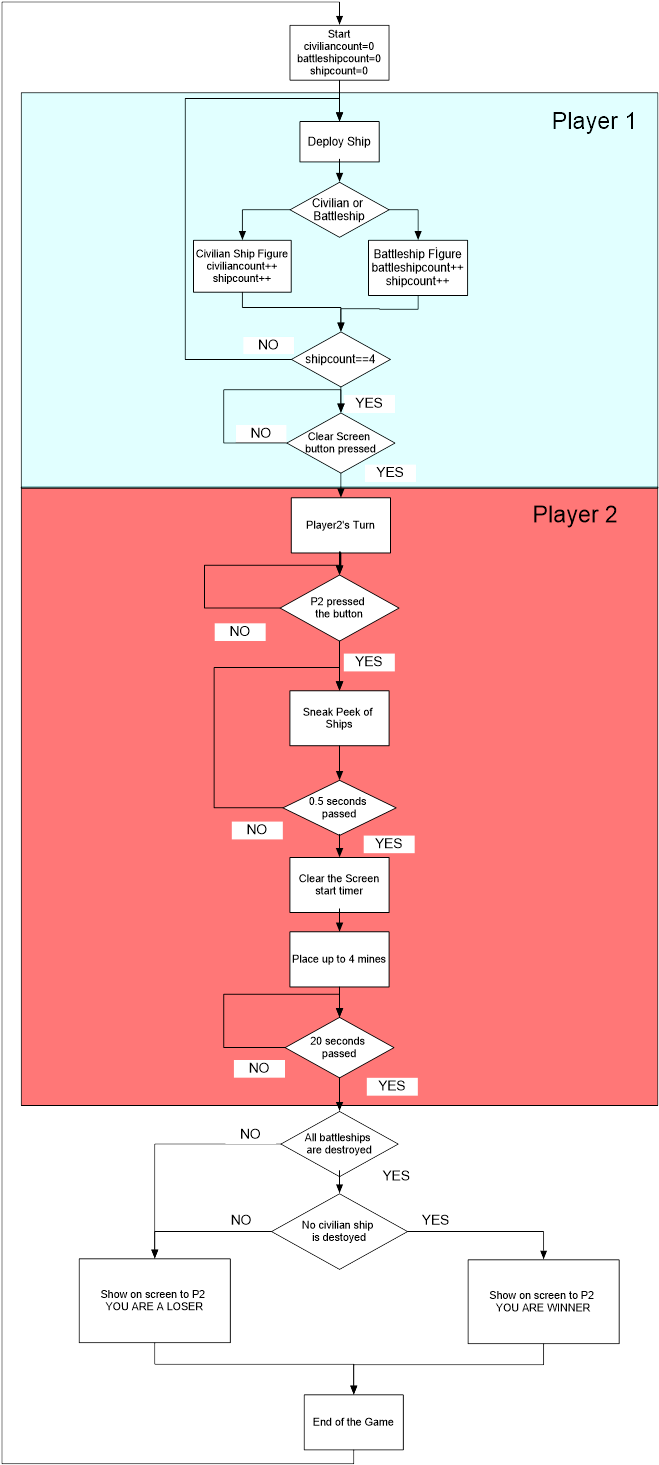 Start
civiliancount=0
battleshipcount=0
shipcount=0
Player 1
Deploy Ship
Civilian or
Battleship
Civilian Ship Figure
civiliancount++
shipcount++
Battleship Figure
battleshipcount++
shipcount++
NO
shipcount==4
YES
NO
Clear Screen
button pressed
YES
Player 2
Player2's Turn
P2 pressed
the button
NO
YES
Sneak Peek of
Ships
0.5 seconds
passed
NO
YES
Clear the Screen
start timer
Place up to 4 mines
20 seconds
passed
NO
YES
NO
All battleships
are destroyed
YES
NO
No civilian ship
is destoyed
YES
Show on screen to P2
YOU ARE A LOSER
Show on screen to P2
YOU ARE WINNER
End of the Game